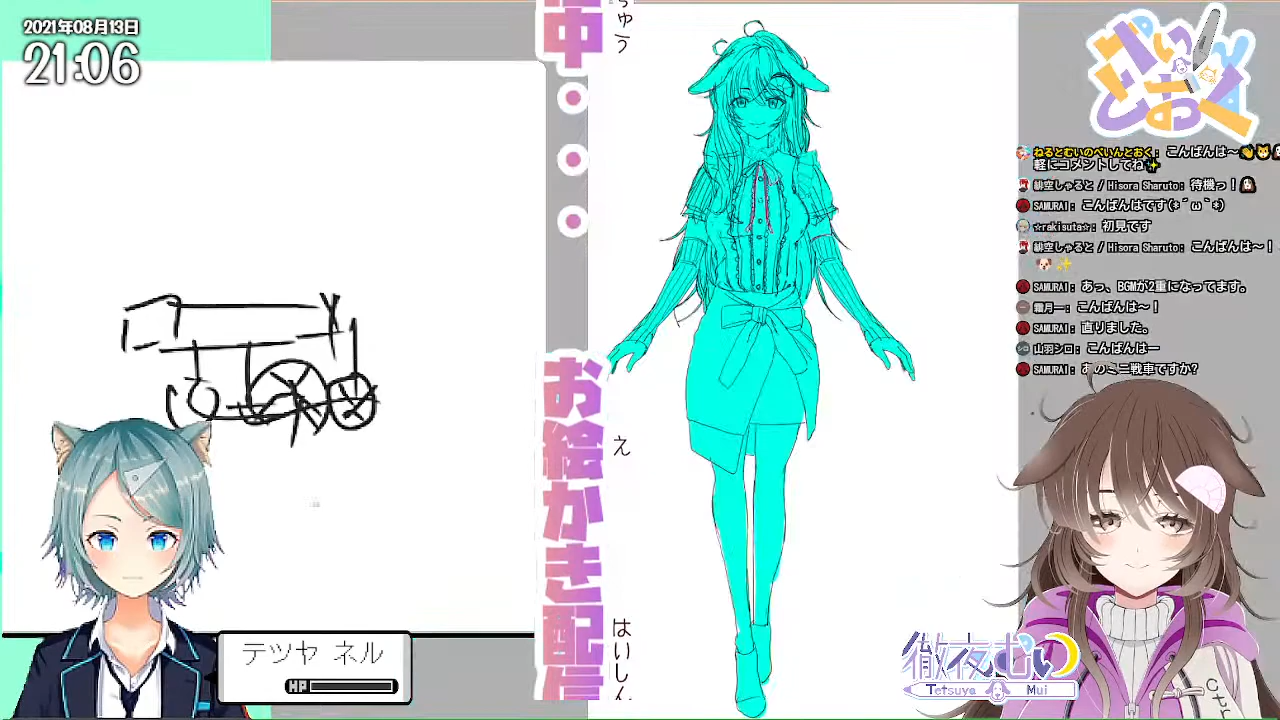 2021年08月13日
21:06
中
ちゅう
お絵かき配信
え
はいしん
ぺいんとおく
ねるとむいのぺいんとおく: こんばんは～
軽にコメントしてね
緋空しゃると / Hisora Sharuto: 待機っ!
SAMURAI: こんばんはです(*´ω`*)
☆rakisuta☆: 初見です
緋空しゃると / Hisora Sharuto: こんばんは～!
SAMURAI: あっ、BGMが2重になってます。
霜月一: こんばんは～!
SAMURAI: 直りました。
山羽シロ: こんばんはー
SAMURAI: あのミニ戦車ですか?
テツヤ ネル
HP
徹夜むい
Tetsuya Mui